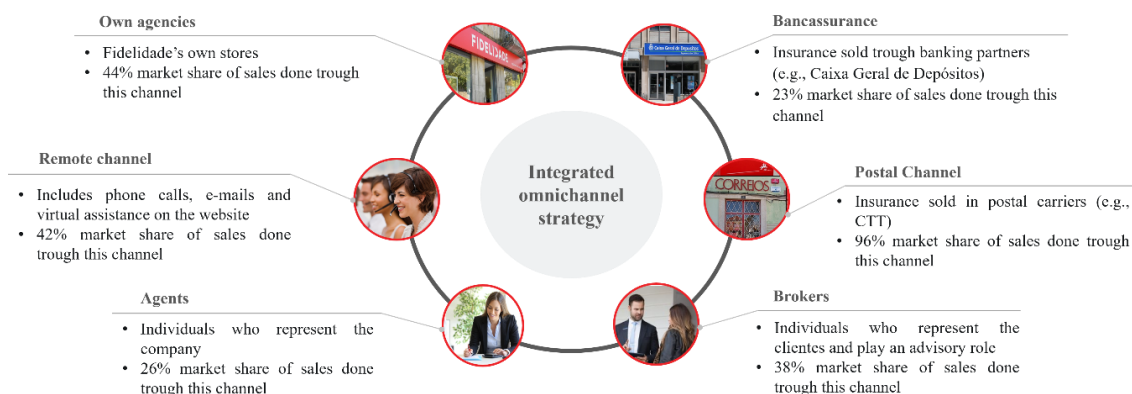 Own agencies
• Fidelidade's own stores
• 44% market share of sales done trough
this channel
FIDELIDADE
Caixa Geral de Depositos
Bancassurance
• Insurance sold trough banking partners
(e.g., Caixa Geral de Depósitos)
• 23% market share of sales done trough this
channel
Remote channel
• Includes phone calls, e-mails and
virtual assistance on the website
• 42% market share of sales done
trough this channel
Integrated
omnichannel
strategy
CORREIOS
Postal Channel
• Insurance sold in postal carriers (e.g.,
CTT)
• 96% market share of sales done trough
this channel
Agents
• Individuals who represent the
company
• 26% market share of sales done
trough this channel
Brokers
• Individuals who represent the
clientes and play an advisory role
• 38% market share of sales done
trough this channel